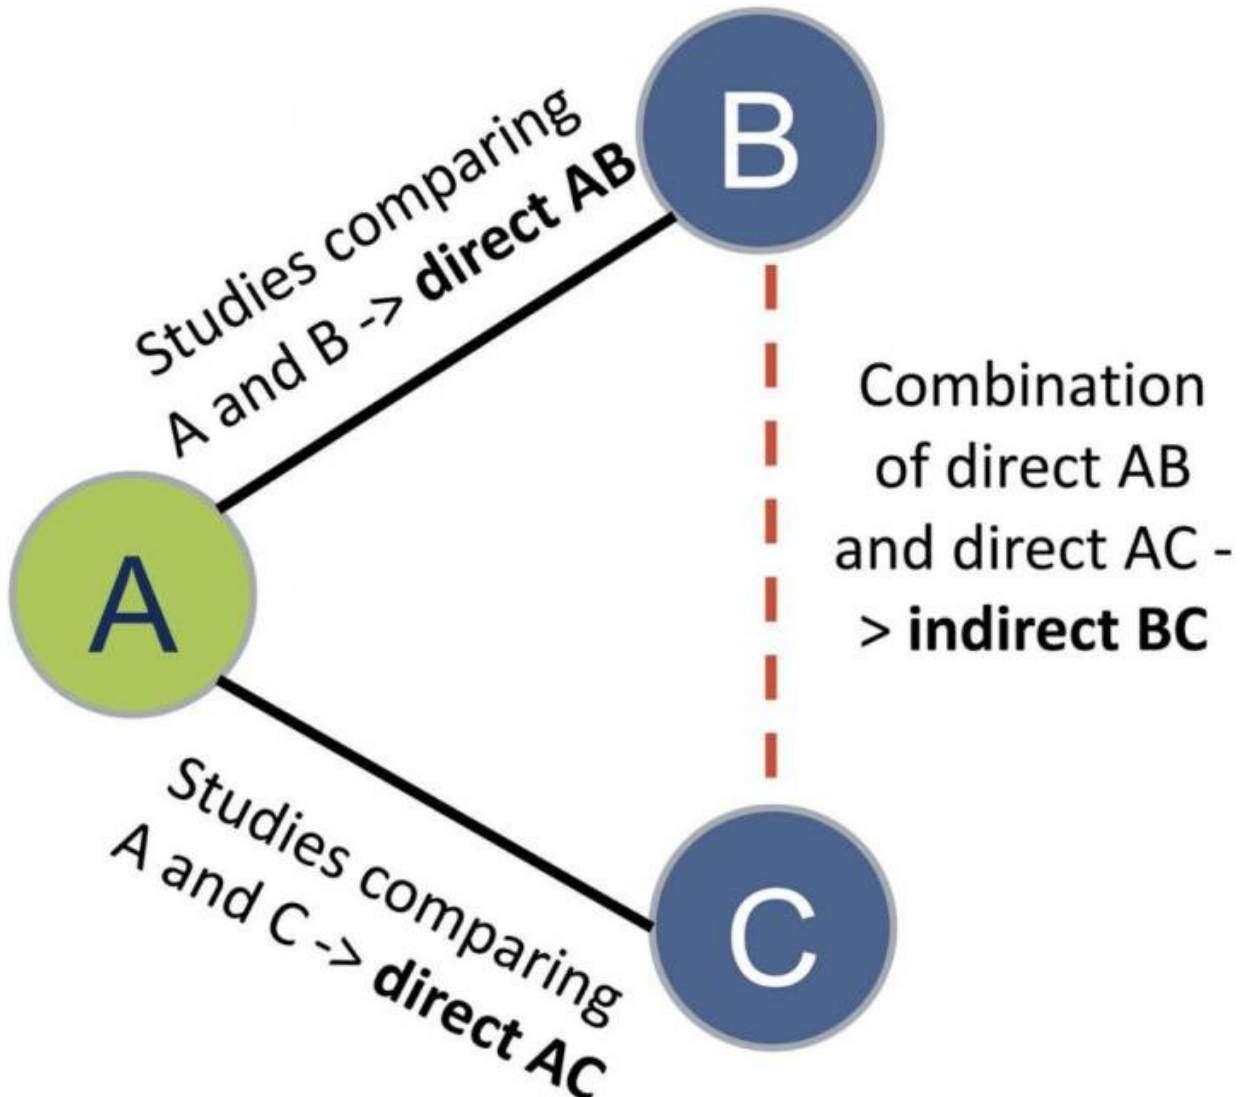 B
Studies comparing
A and B -> direct AB
Combination
of direct AB
and direct AC -
> indirect BC
A
Studies comparing
A and C -> direct AC
C